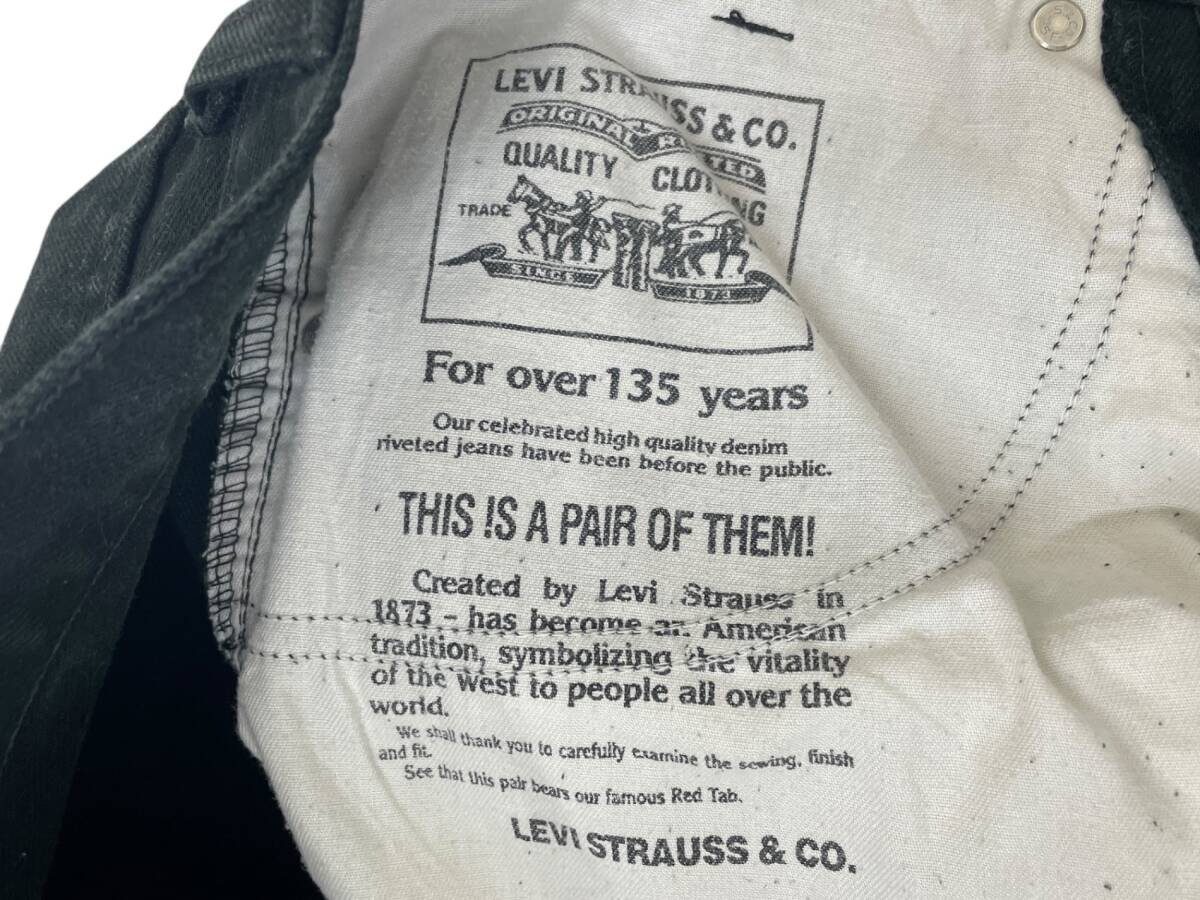 LEVI STRAUSS & CO.
ORIGINAL RIVETED
QUALITY CLOTHING
TRADE
SINCE 1873
For over 135 years
Our celebrated high quality denim
riveted jeans have been before the public.
THIS IS A PAIR OF THEM!
Created by Levi Strauss in
1873 – has become an American
tradition, symbolizing the vitality
of the west to people all over the
world.
We shall thank you to carefully examine the sewing, finish
and fit.
See that this pair bears our famous Red Tab.
LEVI STRAUSS & CO.